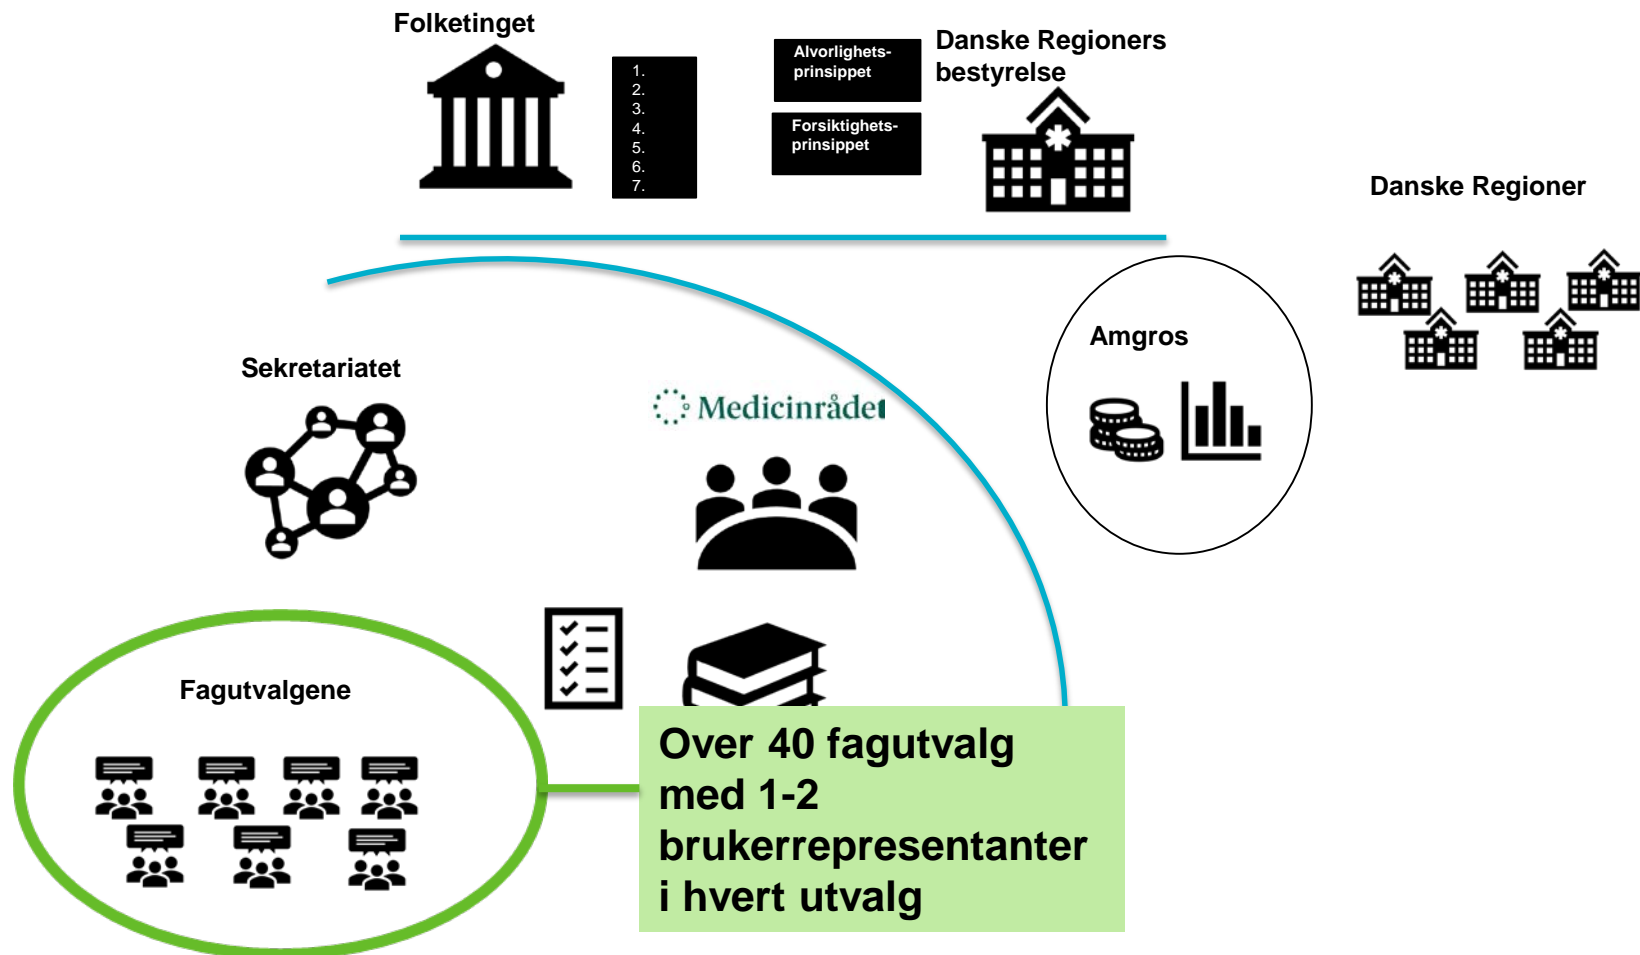 Folketinget
1.
2.
3.
4.
5.
6.
7.
Alvorlighets-
prinsippet
Forsiktighets-
prinsippet
Danske Regioners
bestyrelse
Danske Regioner
Amgros
Sekretariatet
Medicinrådet
Fagutvalgene
Over 40 fagutvalg
med 1-2
brukerrepresentanter
i hvert utvalg